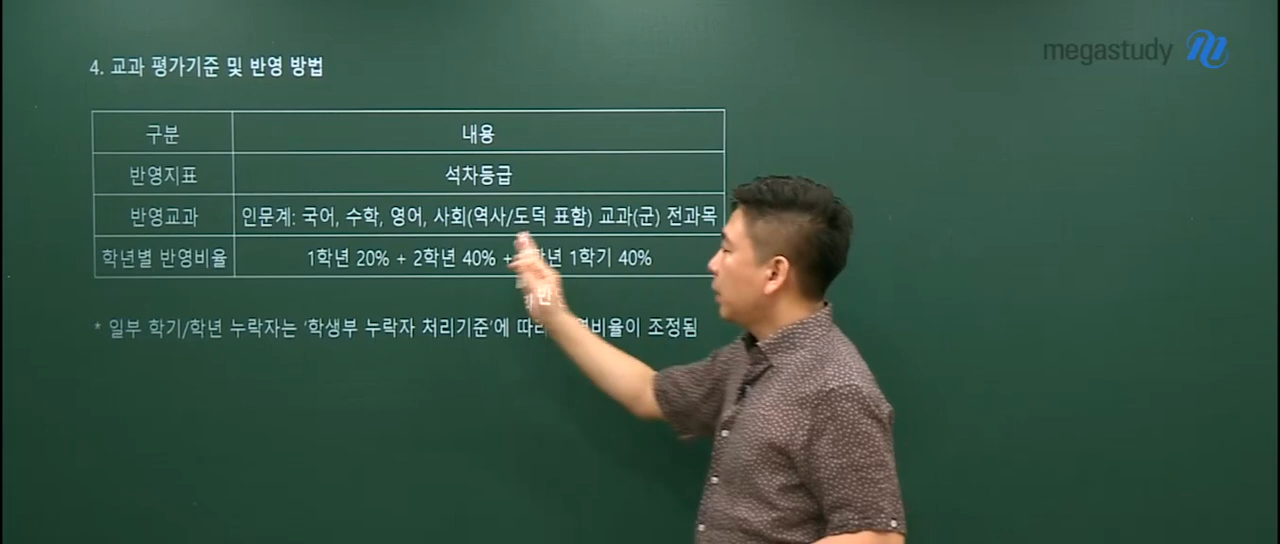 megastudy
4. 교과 평가기준 및 반영 방법
구분 내용
반영지표 석차등급
반영교과 인문계: 국어, 수학, 영어, 사회(역사/도덕 표함) 교과(군) 전과목
학년별 반영비율 1학년 20% + 2학년 40% + 학년 1학기 40%
* 일부 학기/학년 누락자는 '학생부 누락자 처리기준'에 따라 조정됨